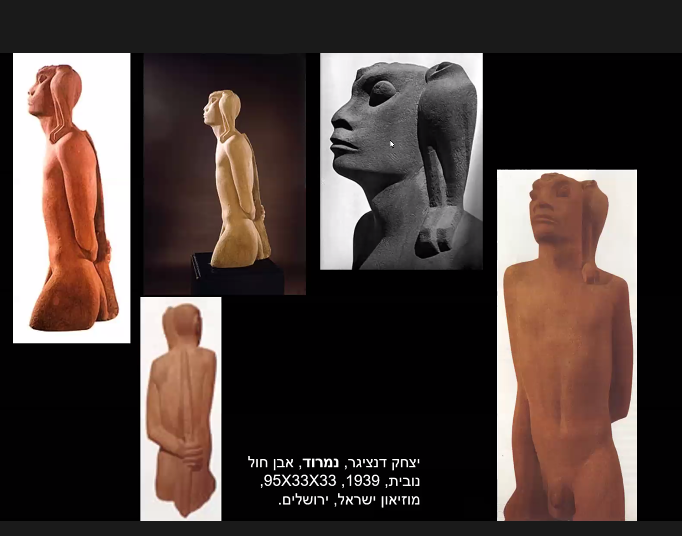 יצחק דנציגר, נמרוד, אבן חול
נובית, 1939, 95X33X33,
מוזיאון ישראל, ירושלים.